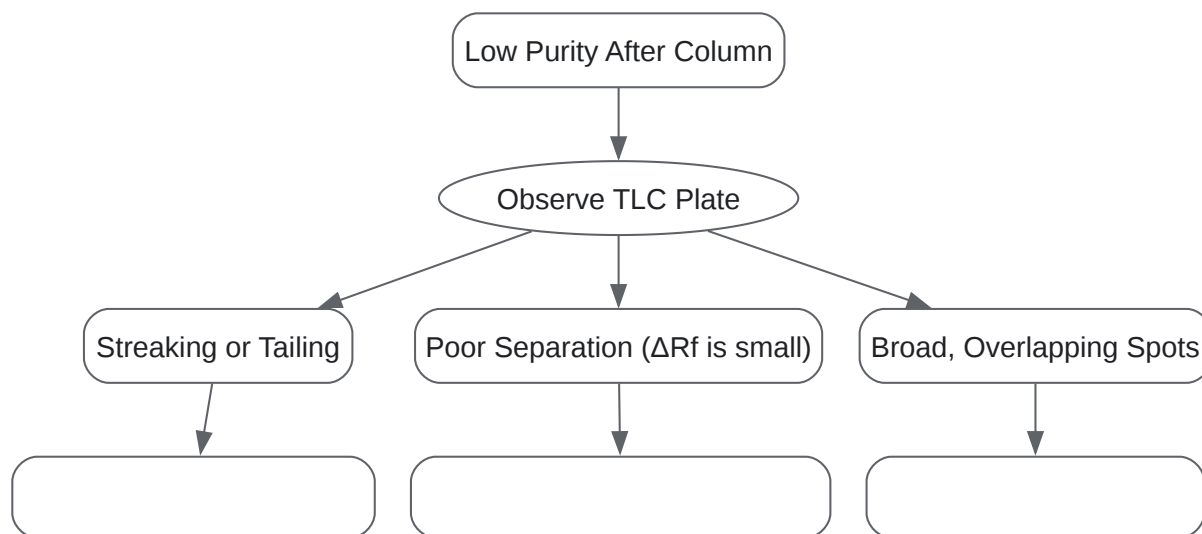 Low Purity After Column
Observe TLC Plate
Streaking or Tailing
Poor Separation (ΔRf is small)
Broad, Overlapping Spots